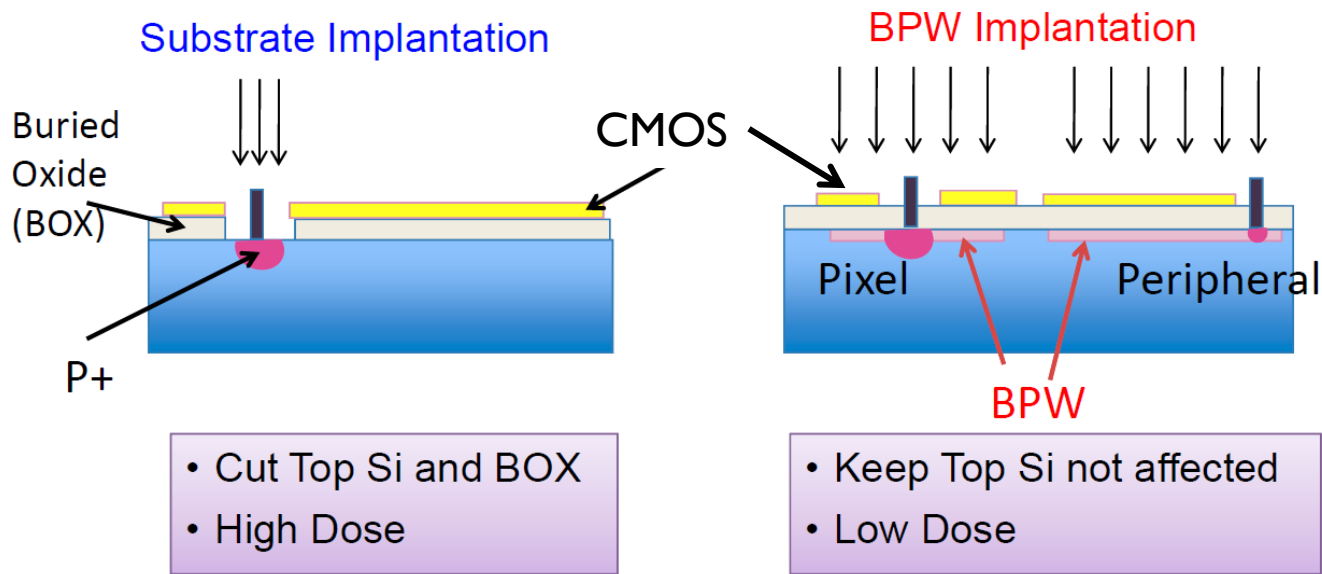 Substrate Implantation
BPW Implantation
Buried
Oxide
(BOX)
CMOS
P+
Pixel
Peripheral
BPW
• Cut Top Si and BOX
• High Dose
• Keep Top Si not affected
• Low Dose